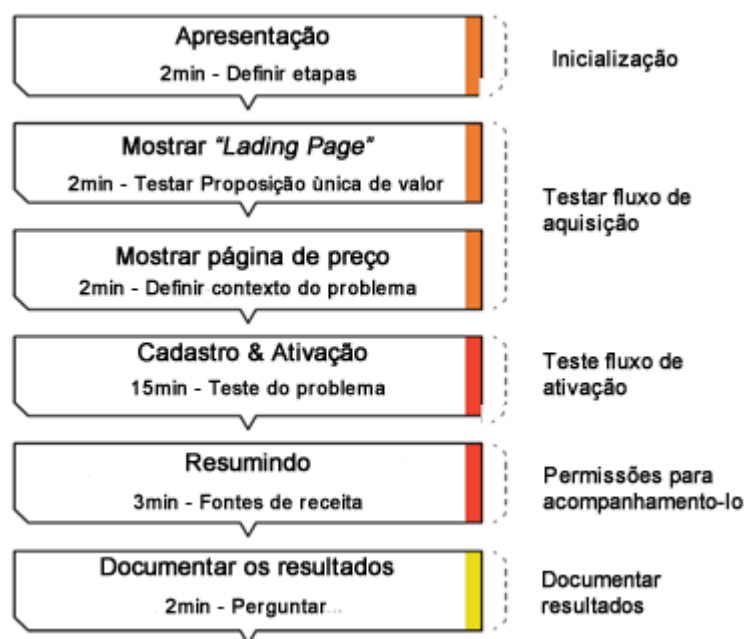 Apresentação
2min - Definir etapas
Inicialização
Mostrar “Lading Page”
2min - Testar Proposição ùnica de valor
Mostrar página de preço
2min - Definir contexto do problema
Testar fluxo de
aquisição
Cadastro & Ativação
15min - Teste do problema
Teste fluxo de
ativação
Resumindo
3min - Fontes de receita
Permissões para
acompanhamento-lo
Documentar os resultados
2min - Perguntar...
Documentar
resultados